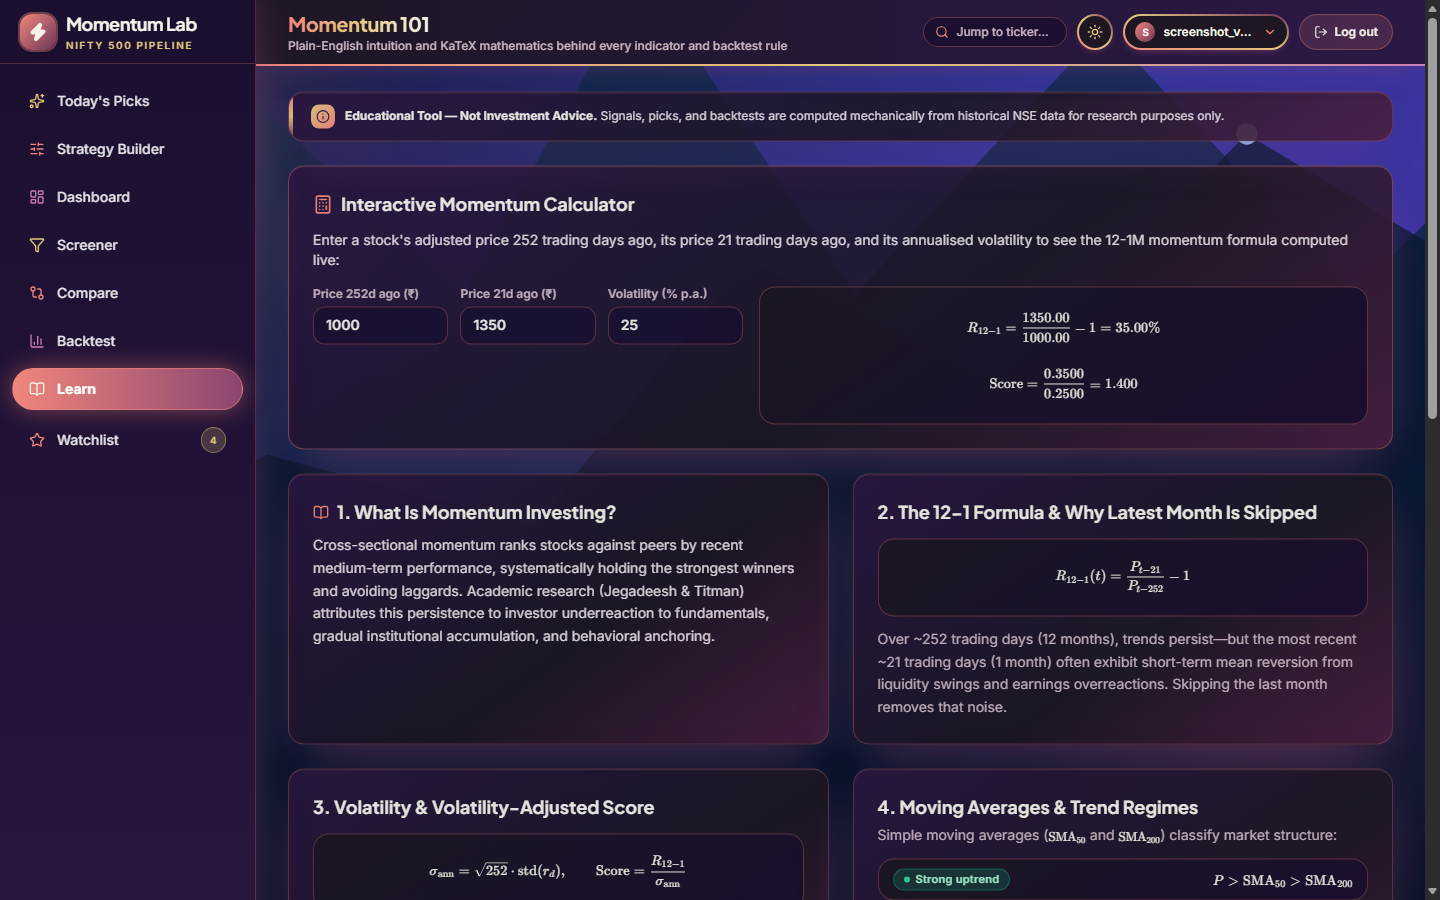 Momentum Lab
NIFTY 500 PIPELINE
Today's Picks
Strategy Builder
Dashboard
Screener
Compare
Backtest
Learn
Watchlist
4
Momentum 101
Plain-English intuition and KaTeX mathematics behind every indicator and backtest rule
Jump to ticker...
S
screenshot_v...
Log out
Educational Tool — Not Investment Advice. Signals, picks, and backtests are computed mechanically from historical NSE data for research purposes only.
Interactive Momentum Calculator
Enter a stock's adjusted price 252 trading days ago, its price 21 trading days ago, and its annualised volatility to see the 12-1M momentum formula computed
live:
Price 252d ago (₹)
1000
Price 21d ago (₹)
1350
Volatility (% p.a.)
25
R₁₂₋₁ = 1350.00 / 1000.00 − 1 = 35.00%
Score = 0.3500 / 0.2500 = 1.400
1. What Is Momentum Investing?
Cross-sectional momentum ranks stocks against peers by recent
medium-term performance, systematically holding the strongest winners
and avoiding laggards. Academic research (Jegadeesh & Titman)
attributes this persistence to investor underreaction to fundamentals,
gradual institutional accumulation, and behavioral anchoring.
2. The 12-1 Formula & Why Latest Month Is Skipped
R₁₂₋₁(t) = Pₜ₋₂₁ / Pₜ₋₂₅₂ − 1
Over ~252 trading days (12 months), trends persist—but the most recent
~21 trading days (1 month) often exhibit short-term mean reversion from
liquidity swings and earnings overreactions. Skipping the last month
removes that noise.
3. Volatility & Volatility-Adjusted Score
σ_ann = √252 · std(r_d), Score = R₁₂₋₁ / σ_ann
4. Moving Averages & Trend Regimes
Simple moving averages (SMA₅₀ and SMA₂₀₀) classify market structure:
Strong uptrend
P > SMA₅₀ > SMA₂₀₀